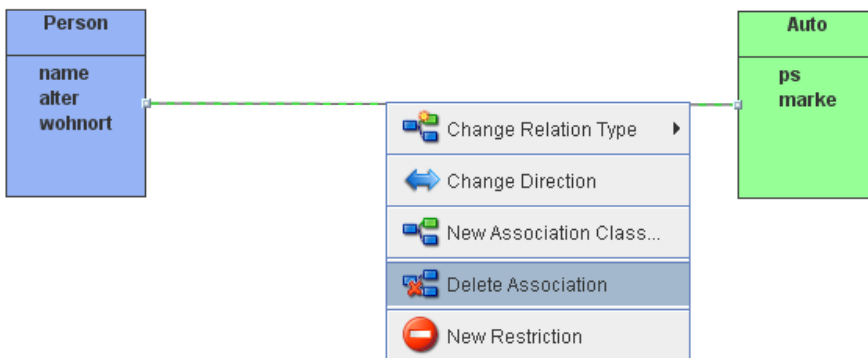 Person
name
alter
wohnort
Auto
ps
marke
Change Relation Type
Change Direction
New Association Class...
Delete Association
New Restriction